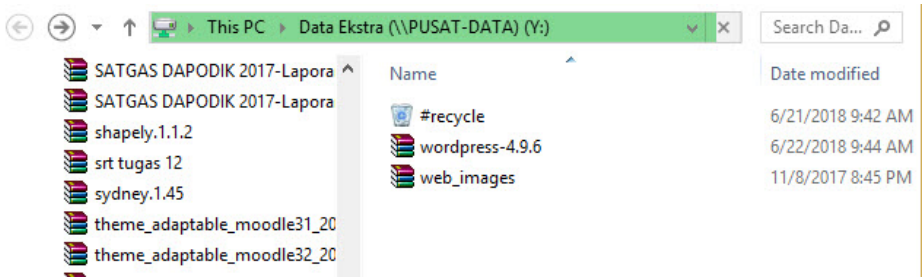 This PC
Data Ekstra (\\PUSAT-DATA) (Y:)
Search Da...
SATGAS DAPODIK 2017-Lapora
SATGAS DAPODIK 2017-Lapora
shapely.1.1.2
srt tugas 12
sydney.1.45
theme_adaptable_moodle31_20
theme_adaptable_moodle32_20
Name Date modified
#recycle 6/21/2018 9:42 AM
wordpress-4.9.6 6/22/2018 9:44 AM
web_images 11/8/2017 8:45 PM